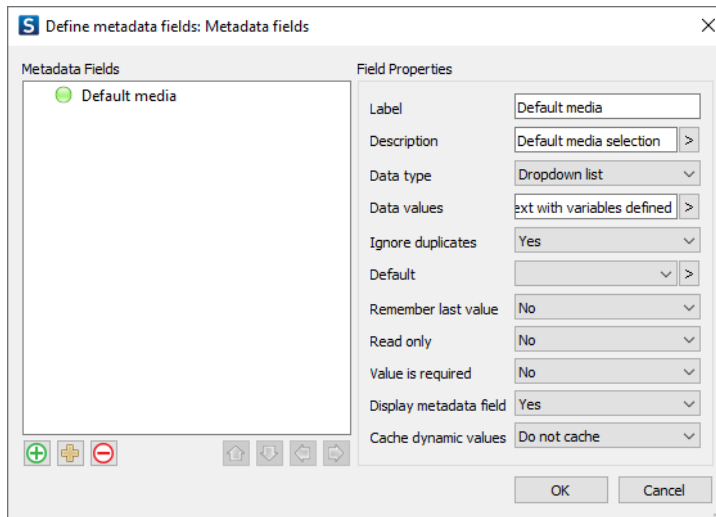 S Define metadata fields: Metadata fields
Metadata Fields
Default media
Field Properties
Label Default media
Description Default media selection >
Data type Dropdown list
Data values ext with variables defined >
Ignore duplicates Yes
Default >
Remember last value No
Read only No
Value is required No
Display metadata field Yes
Cache dynamic values Do not cache
OK Cancel